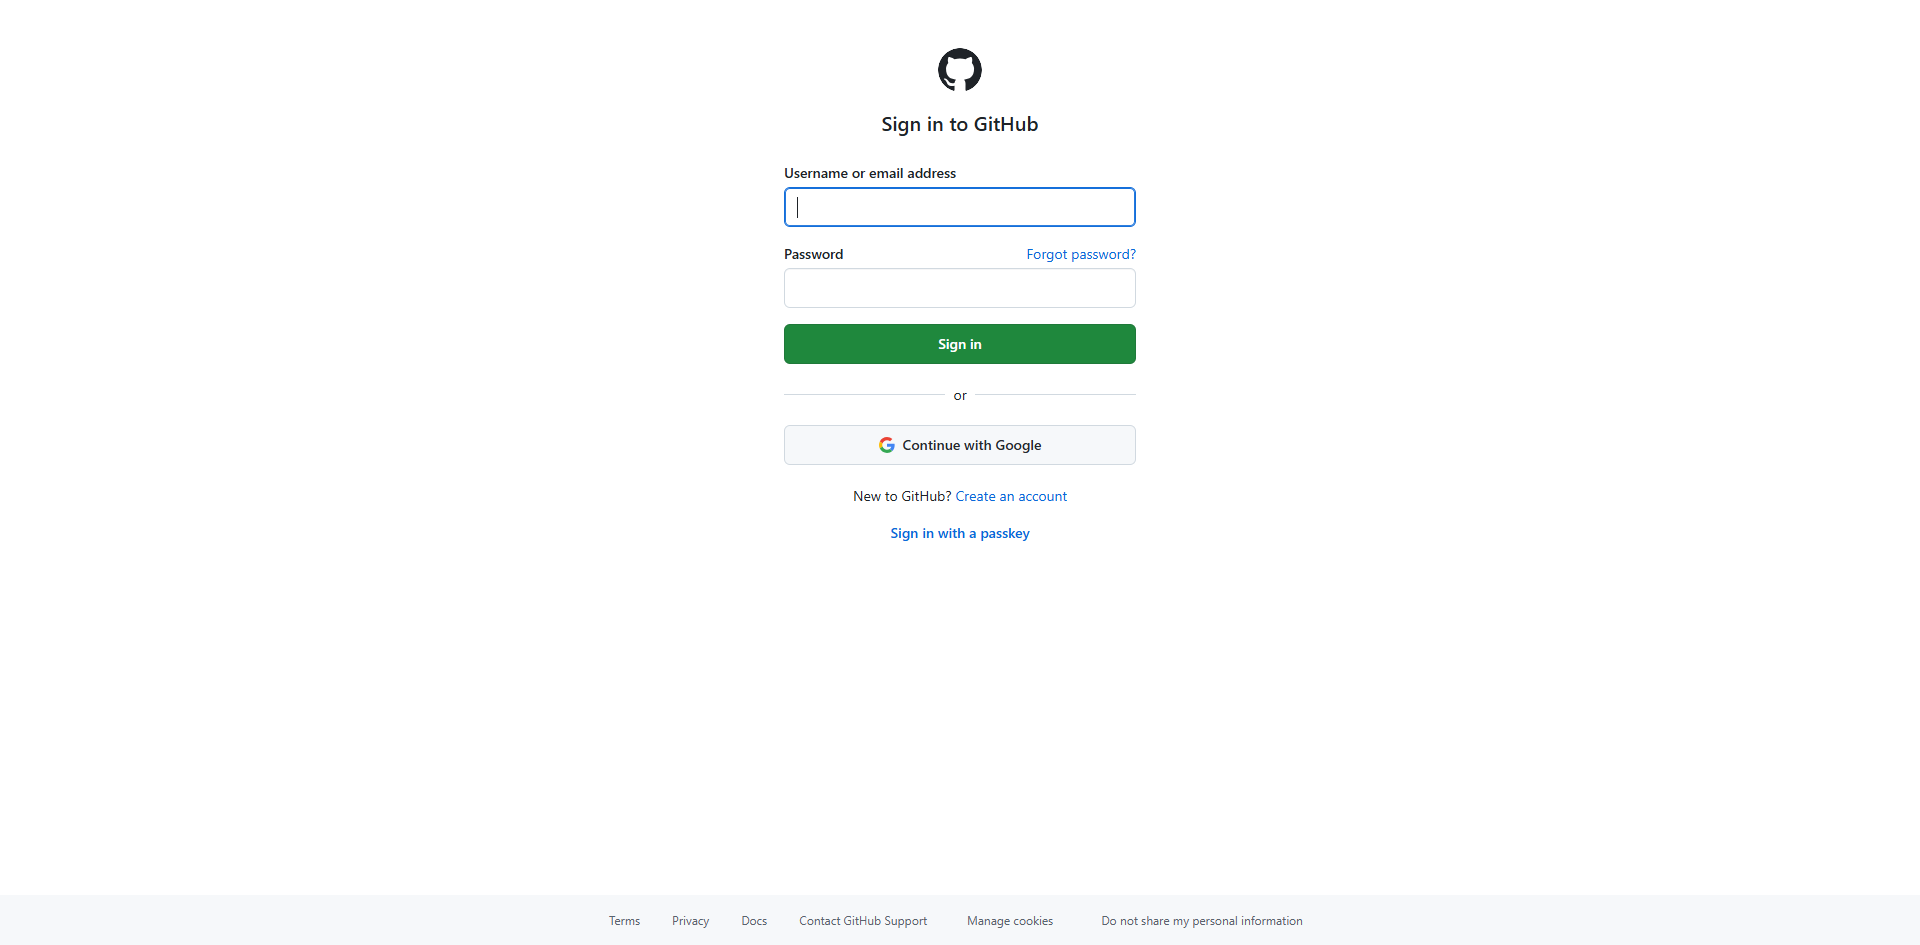 Sign in to GitHub
Username or email address
Password
Forgot password?
Sign in
or
Continue with Google
New to GitHub? Create an account
Sign in with a passkey
Terms Privacy Docs Contact GitHub Support Manage cookies Do not share my personal information